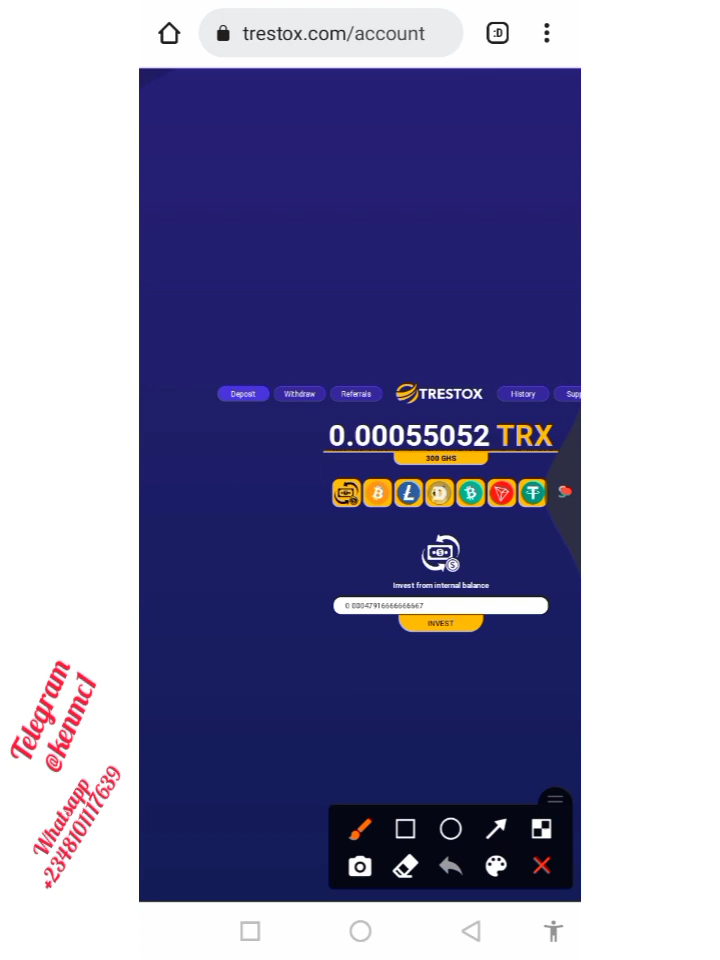 :D
trestox.com/account
Deposit
Withdraw
Referrals
TRESTOX
History
Supp
0.00055052 TRX
300 GHS
Invest from internal balance
0.00047916666666667
INVEST
Telegram
@kenmc1
Whatsapp
+2348101117639